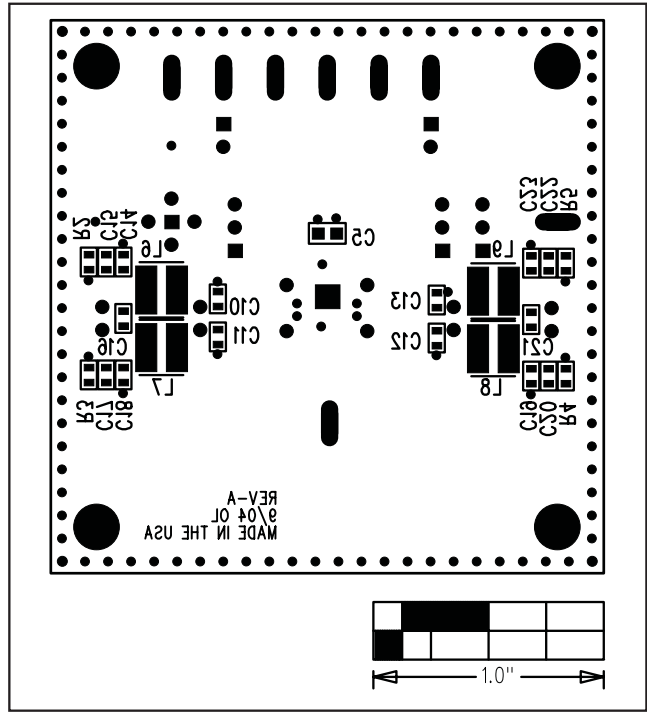 C23
C22
R5
R2
C15
C14
C5
L6
L9
C10
C13
C11
C12
C16
C21
L7
L8
R3
C17
C18
C19
C20
R4
REV-A
9/04 OL
MADE IN THE USA
1.0"